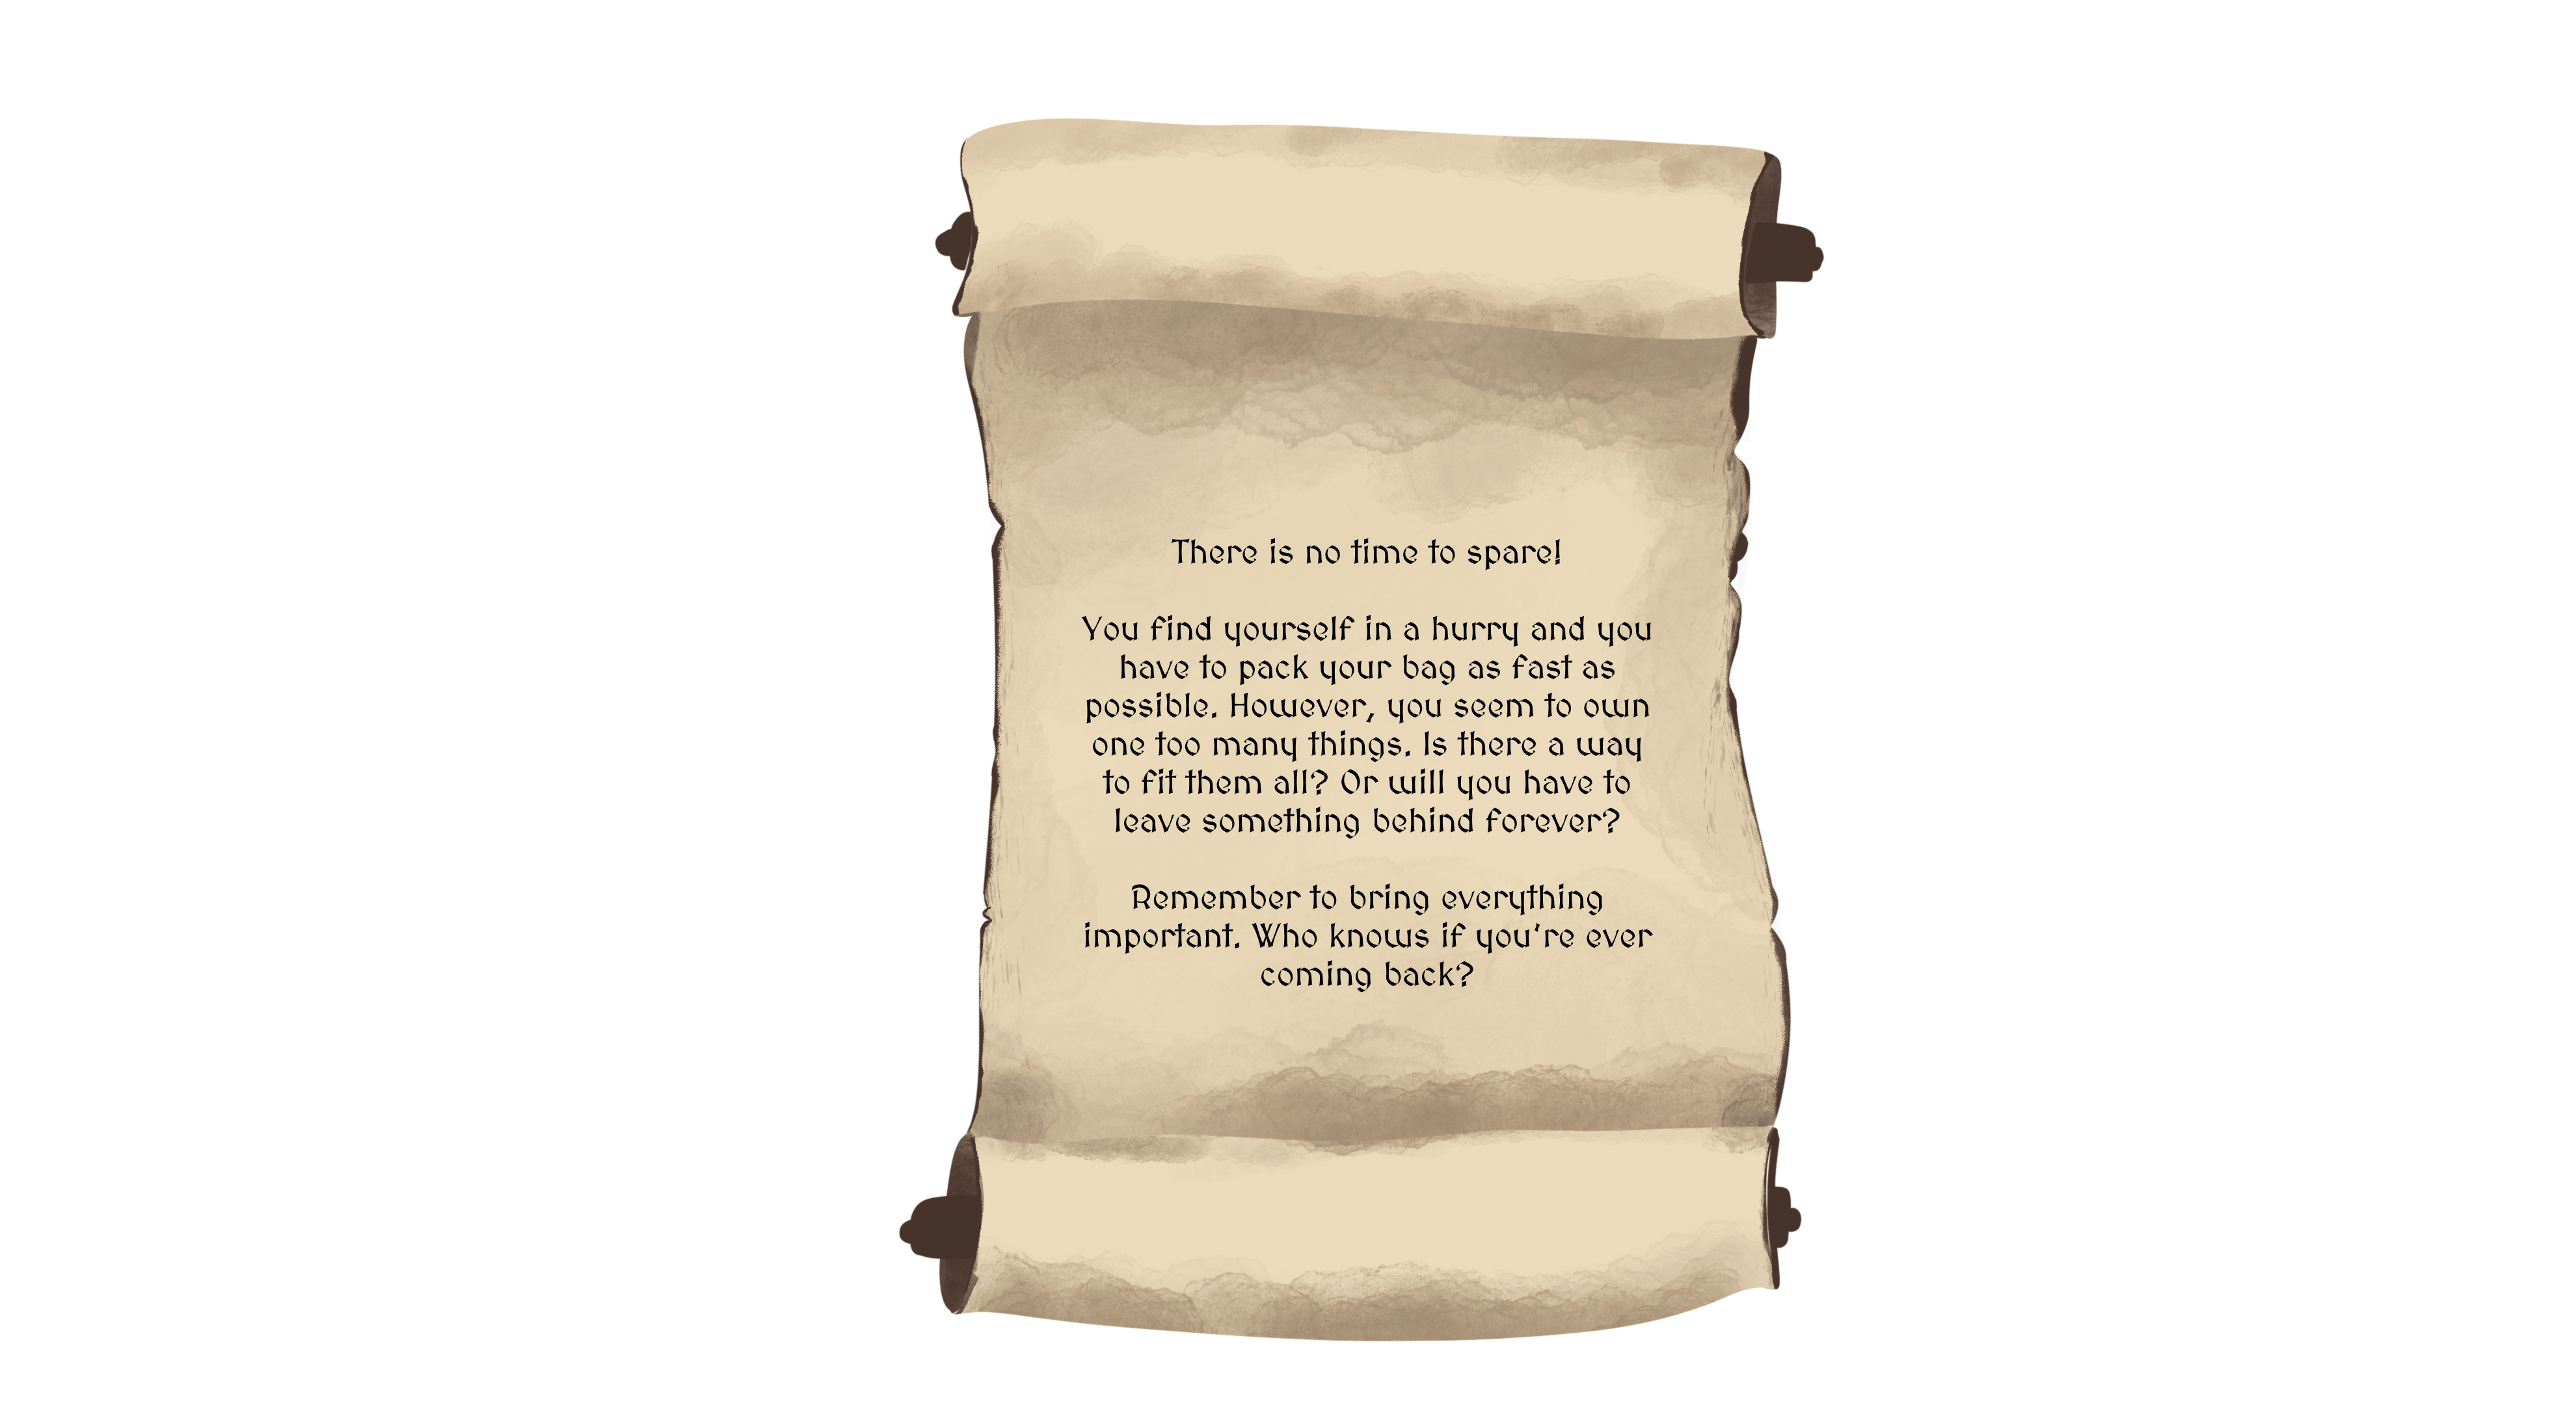 There is no time to spare!
You find yourself in a hurry and you
have to pack your bag as fast as
possible. However, you seem to own
one too many things. Is there a way
to fit them all? Or will you have to
leave something behind forever?
Remember to bring everything
important. Who knows if you're ever
coming back?